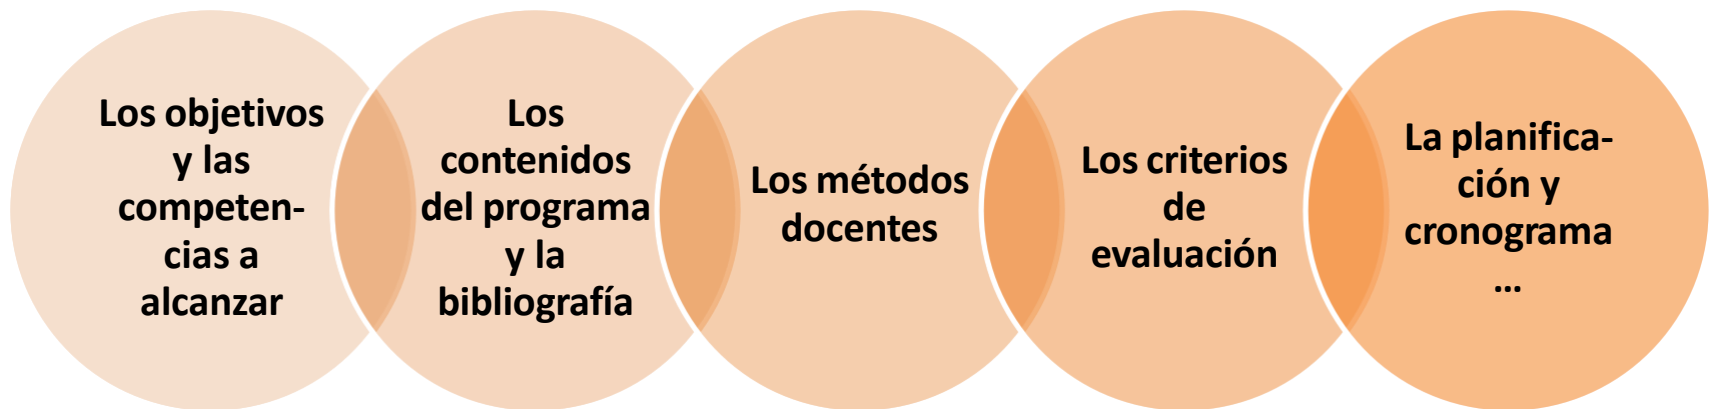 Los objetivos
y las
competen-
cias a
alcanzar
Los
contenidos
del programa
y la
bibliografía
Los métodos
docentes
Los criterios
de
evaluación
La planifica-
ción y
cronograma
...